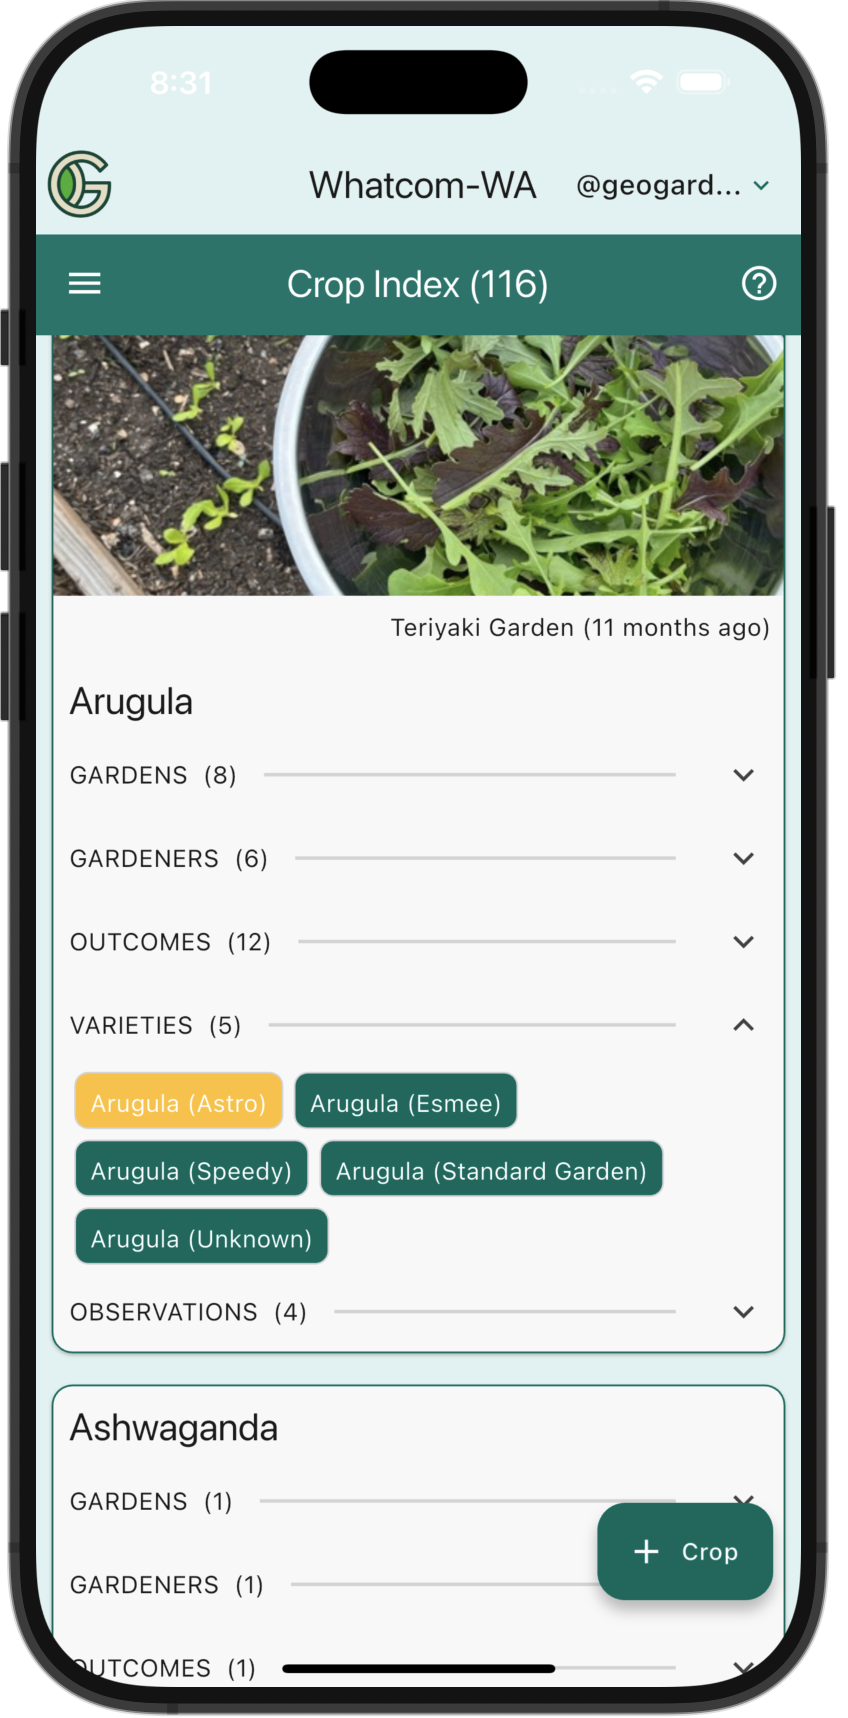 8:31
Whatcom-WA @geogard...
Crop Index (116)
Teriyaki Garden (11 months ago)
Arugula
GARDENS (8)
GARDENERS (6)
OUTCOMES (12)
VARIETIES (5)
Arugula (Astro) Arugula (Esmee)
Arugula (Speedy) Arugula (Standard Garden)
Arugula (Unknown)
OBSERVATIONS (4)
Ashwaganda
GARDENS (1)
+ Crop
GARDENERS (1)
OUTCOMES (1)